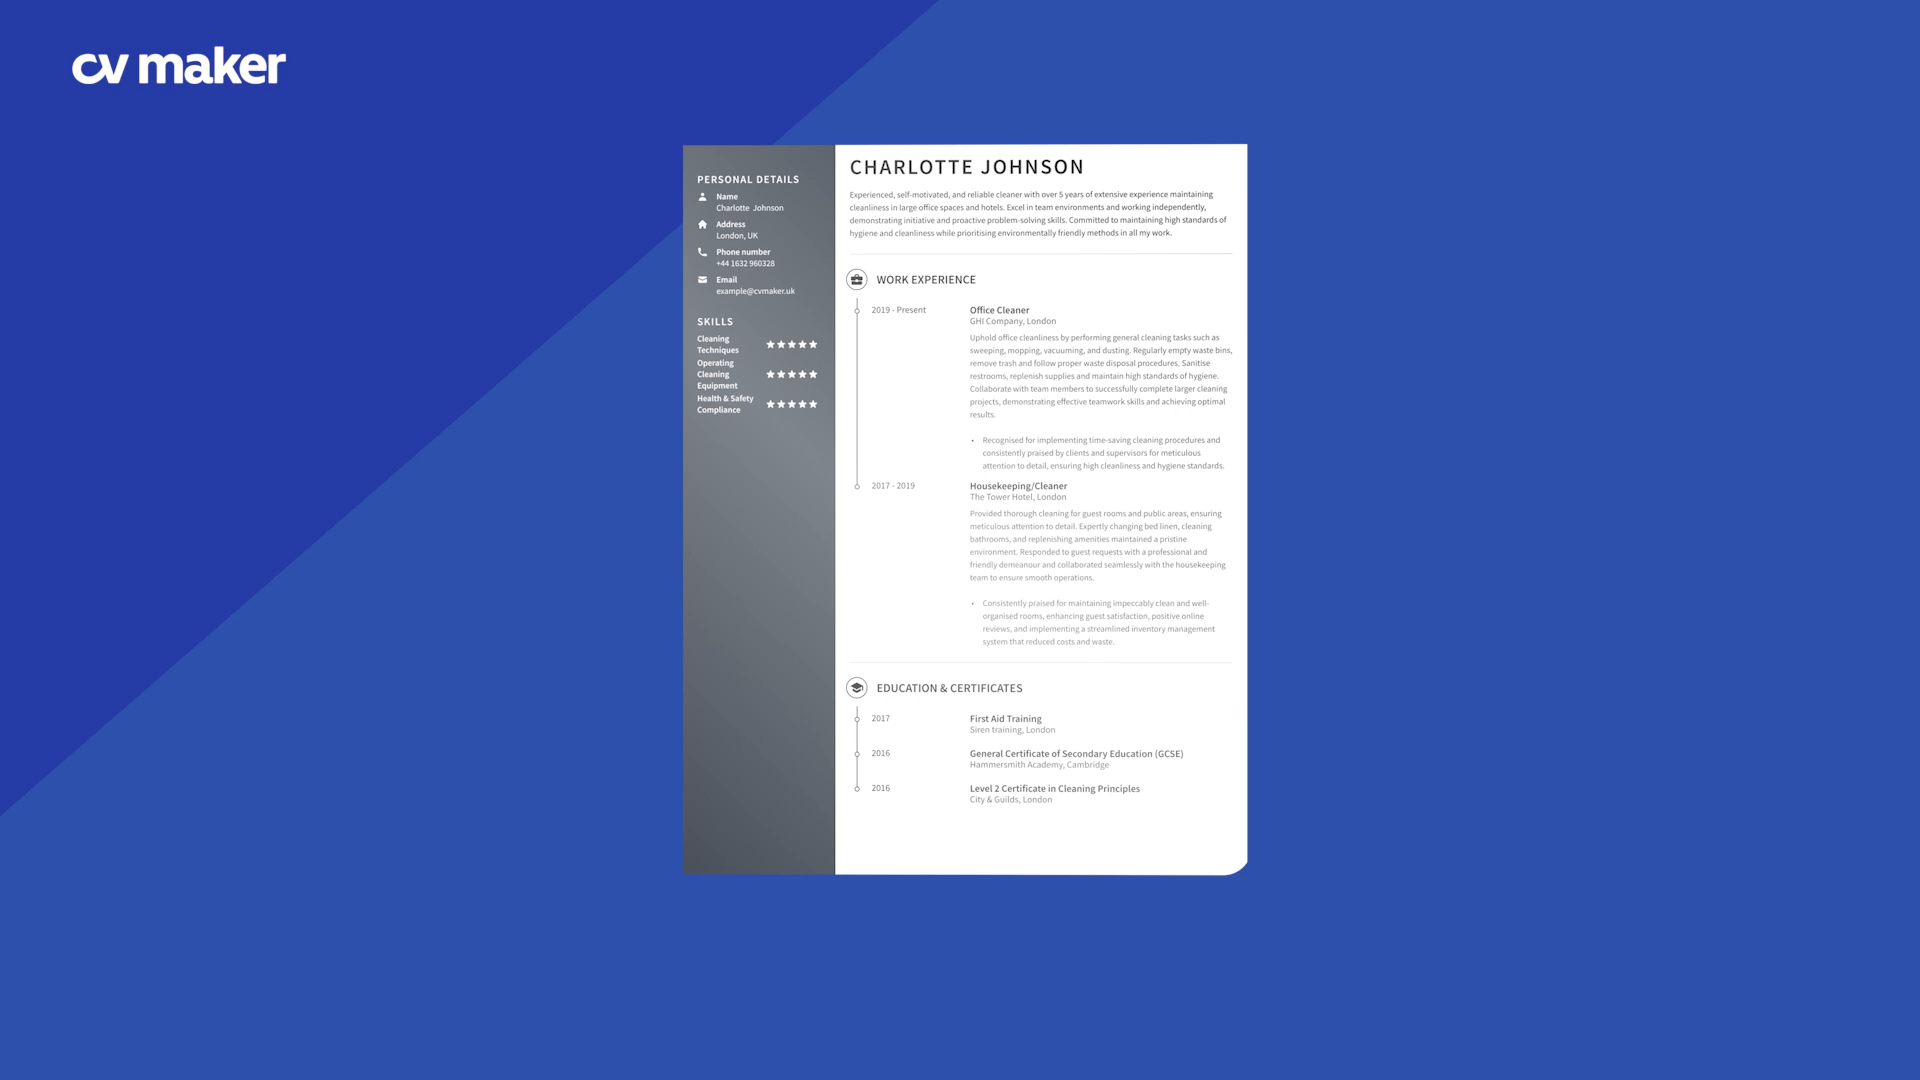 cv maker
PERSONAL DETAILS
Name
Charlotte Johnson
Address
London, UK
Phone number
+44 1632 960328
Email
example@cvmaker.uk
SKILLS
Cleaning
Techniques
Operating
Cleaning
Equipment
Health & Safety
Compliance
CHARLOTTE JOHNSON
Experienced, self-motivated, and reliable cleaner with over 5 years of extensive experience maintaining
cleanliness in large office spaces and hotels. Excel in team environments and working independently,
demonstrating initiative and proactive problem-solving skills. Committed to maintaining high standards of
hygiene and cleanliness while prioritising environmentally friendly methods in all my work.
WORK EXPERIENCE
2019 - Present
Office Cleaner
GHI Company, London
Uphold office cleanliness by performing general cleaning tasks such as
sweeping, mopping, vacuuming, and dusting. Regularly empty waste bins,
remove trash and follow proper waste disposal procedures. Sanitise
restrooms, replenish supplies and maintain high standards of hygiene.
Collaborate with team members to successfully complete larger cleaning
projects, demonstrating effective teamwork skills and achieving optimal
results.
• Recognised for implementing time-saving cleaning procedures and
consistently praised by clients and supervisors for meticulous
attention to detail, ensuring high cleanliness and hygiene standards.
2017 - 2019
Housekeeping/Cleaner
The Tower Hotel, London
Provided thorough cleaning for guest rooms and public areas, ensuring
meticulous attention to detail. Expertly changing bed linen, cleaning
bathrooms, and replenishing amenities maintained a pristine
environment. Responded to guest requests with a professional and
friendly demeanour and collaborated seamlessly with the housekeeping
team to ensure smooth operations.
• Consistently praised for maintaining impeccably clean and well-
organised rooms, enhancing guest satisfaction, positive online
reviews, and implementing a streamlined inventory management
system that reduced costs and waste.
EDUCATION & CERTIFICATES
2017
First Aid Training
Siren training, London
2016
General Certificate of Secondary Education (GCSE)
Hammersmith Academy, Cambridge
2016
Level 2 Certificate in Cleaning Principles
City & Guilds, London